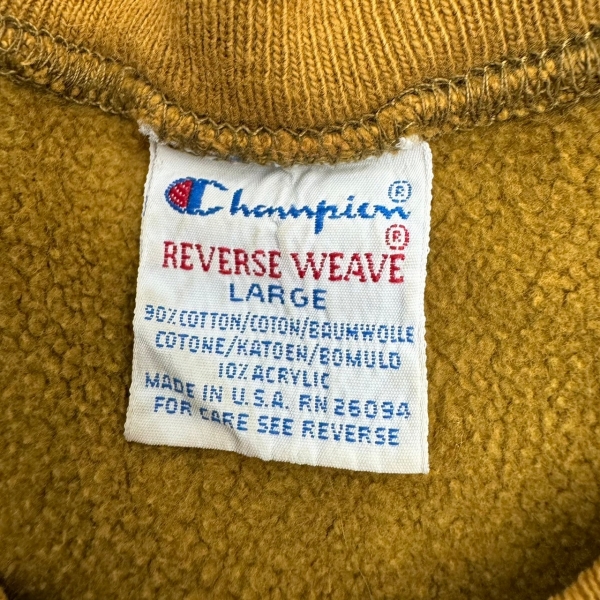 Champion®
REVERSE WEAVE®
LARGE
90% COTTON/COTON/BAUMWOLLE
COTONE/KATOEN/BOMULD
10% ACRYLIC
MADE IN U.S.A. RN 26094
FOR CARE SEE REVERSE